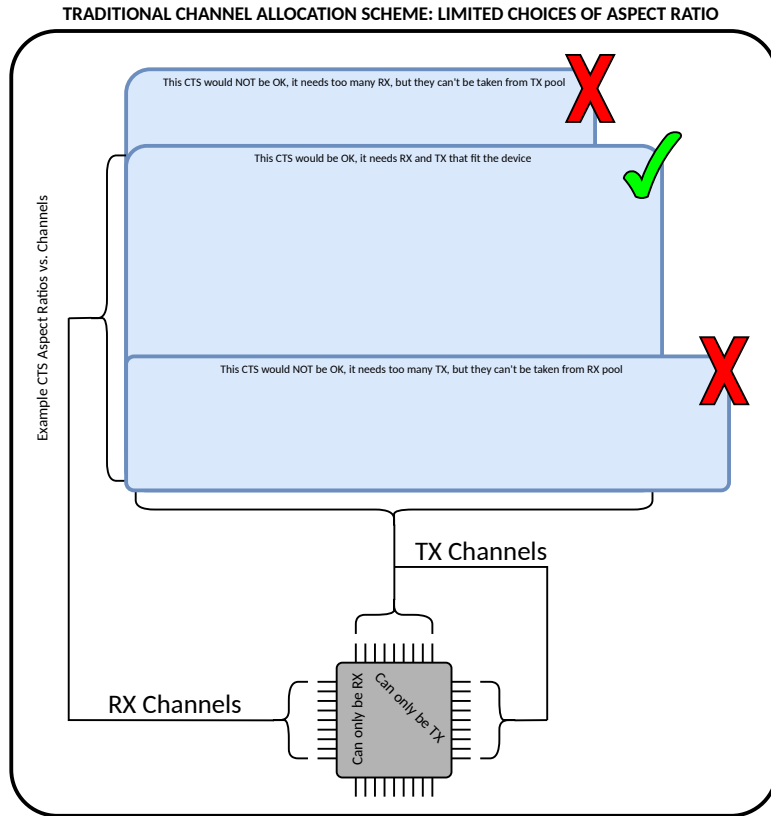 TRADITIONAL CHANNEL ALLOCATION SCHEME: LIMITED CHOICES OF ASPECT RATIO
This CTS would NOT be OK, it needs too many RX, but they can't be taken from TX pool
This CTS would be OK, it needs RX and TX that fit the device
Example CTS Aspect Ratios vs. Channels
This CTS would NOT be OK, it needs too many TX, but they can't be taken from RX pool
TX Channels
RX Channels
Can only be RX
Can only be TX